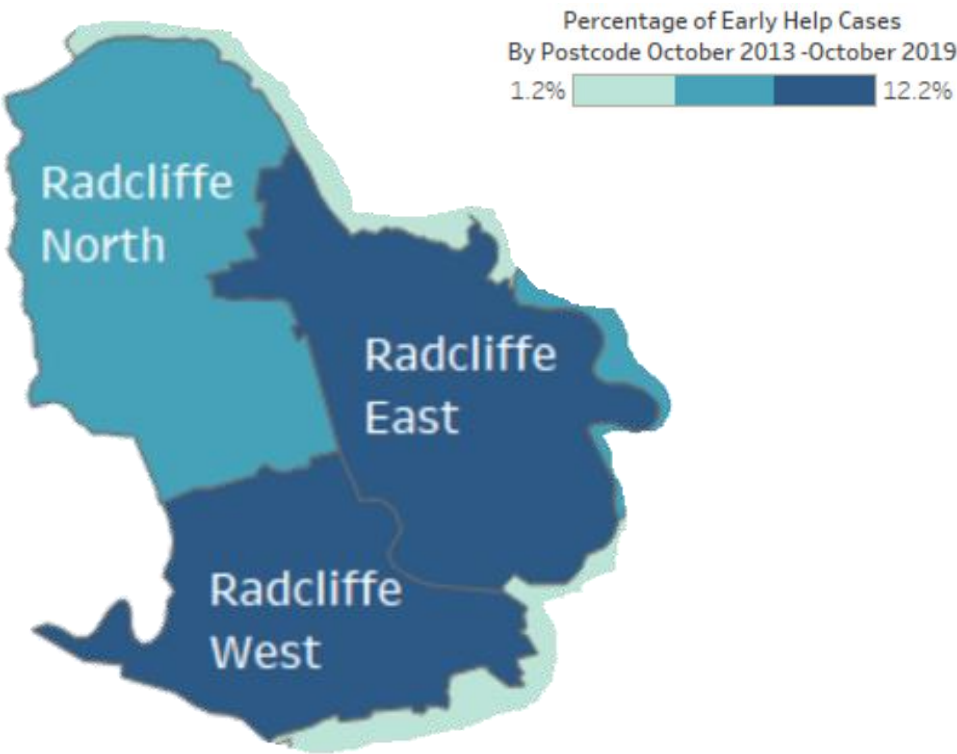 Percentage of Early Help Cases
By Postcode October 2013 -October 2019
1.2% 12.2%
Radcliffe
North
Radcliffe
East
Radcliffe
West